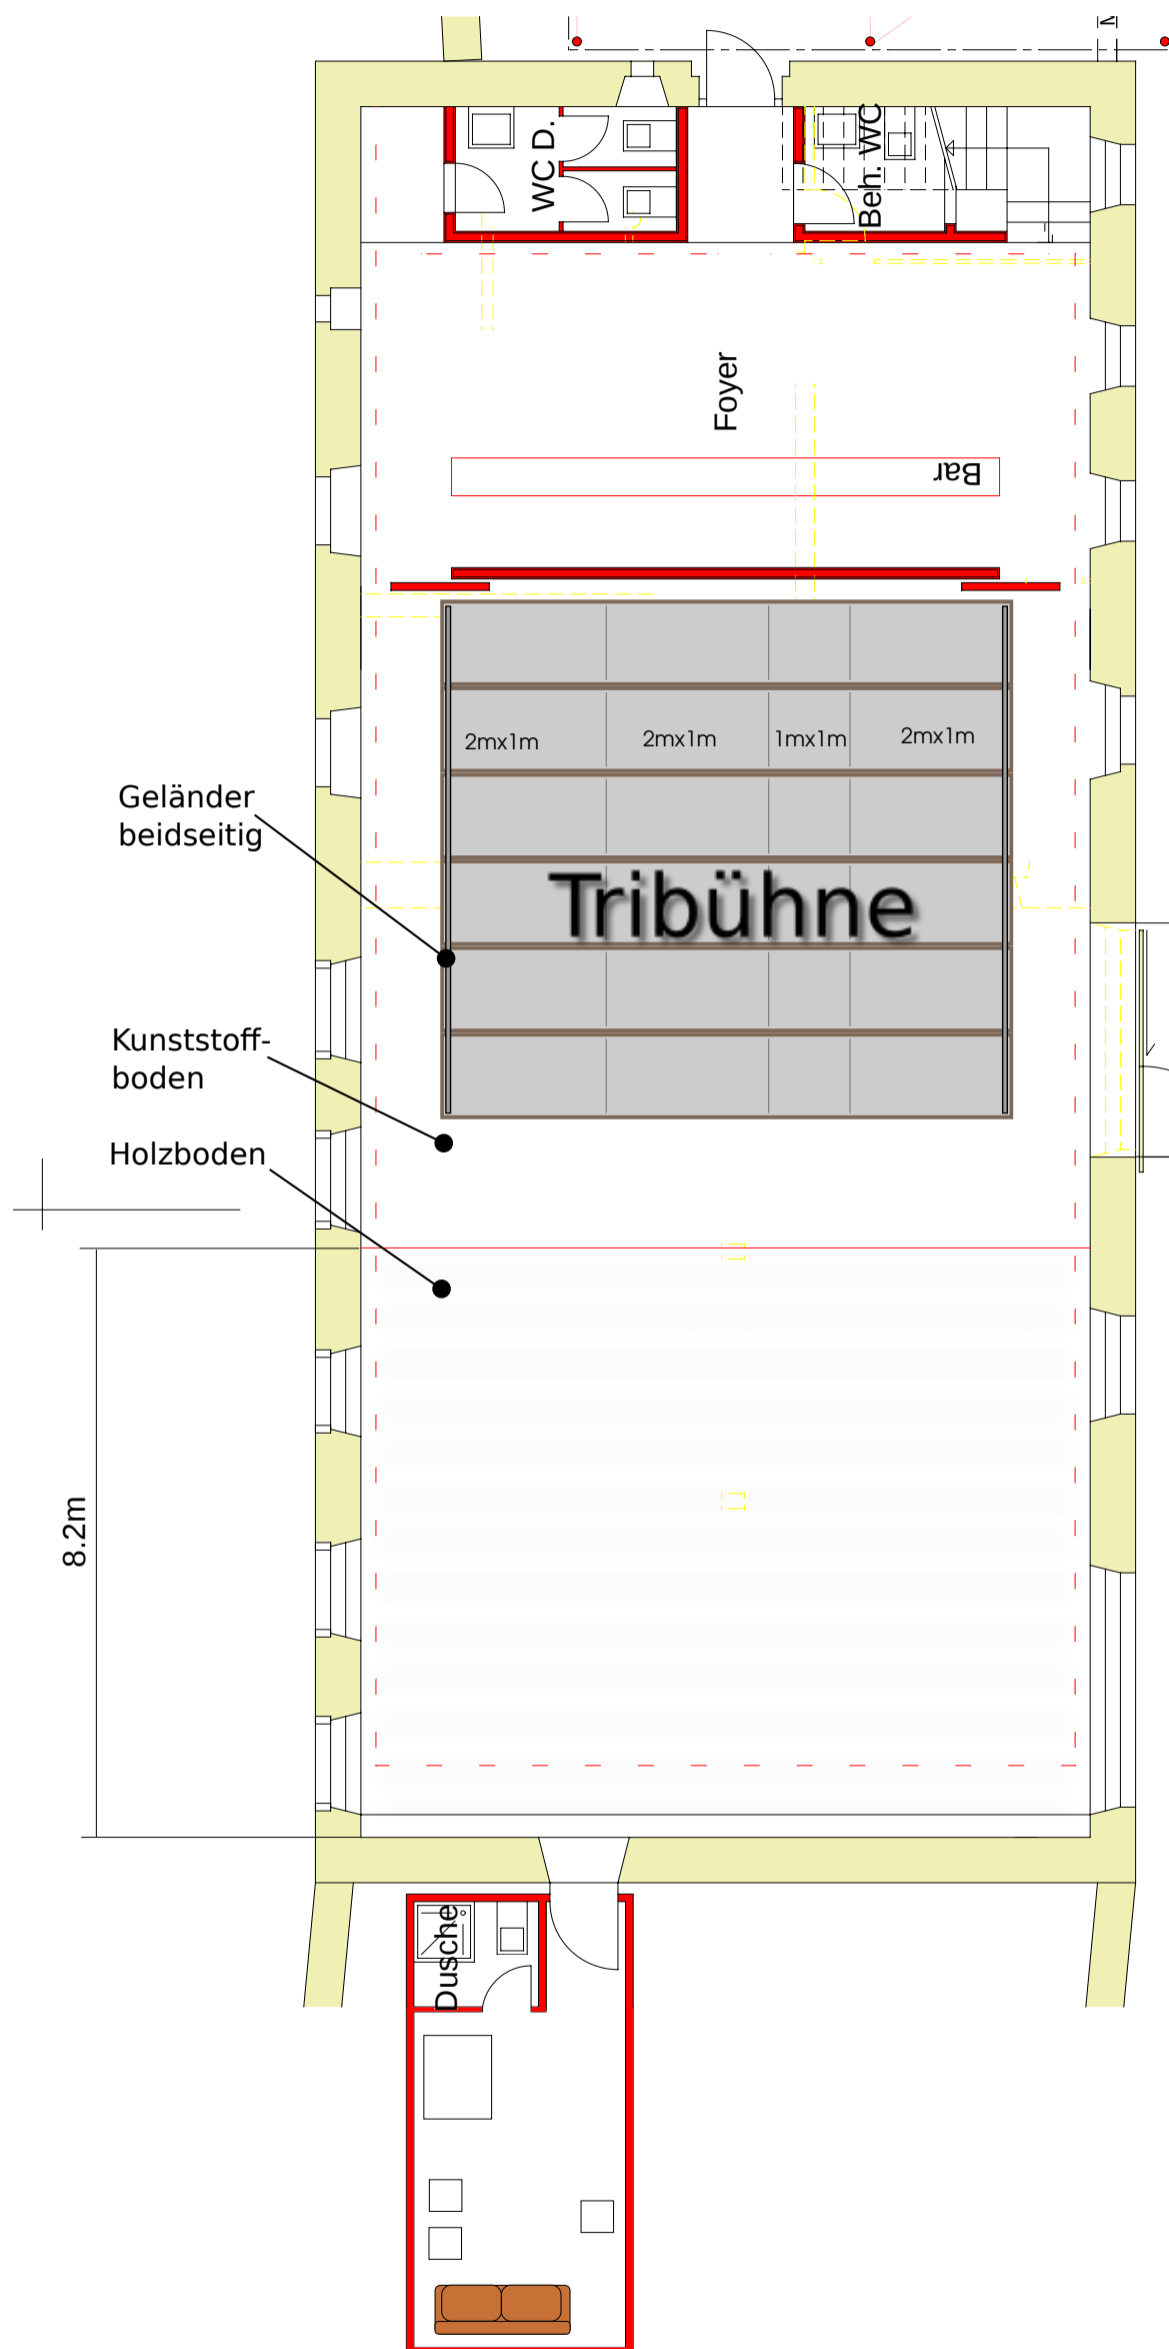 WC D.
Beh. WC
Foyer
Bar
2mx1m
2mx1m
1mx1m
2mx1m
Geländer
beidseitig
Tribühne
Kunststoff-
boden
Holzboden
8.2m
Dusche